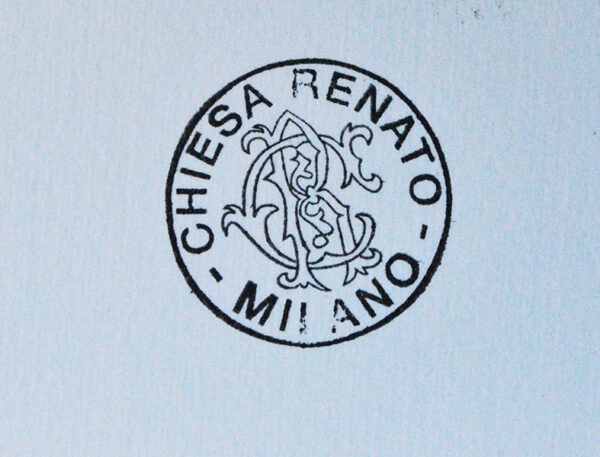 CHIESA RENATO
- MILANO -